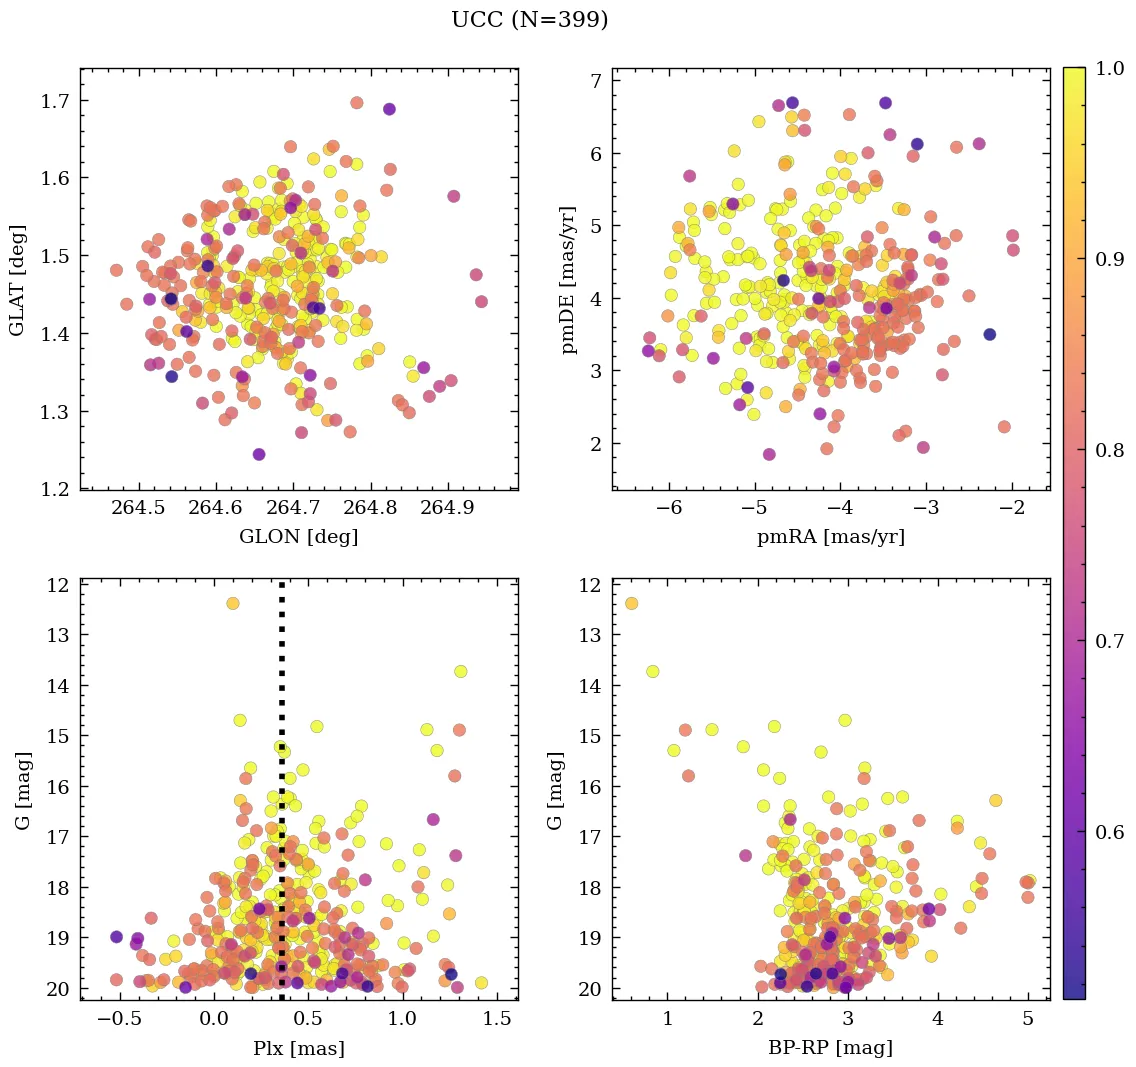 UCC (N=399)
1.7
1.6
1.5
1.4
1.3
1.2
GLAT [deg]
264.5 264.6 264.7 264.8 264.9
GLON [deg]
7
6
5
4
3
2
pmDE [mas/yr]
−6 −5 −4 −3 −2
pmRA [mas/yr]
12
13
14
15
16
17
18
19
20
G [mag]
−0.5 0.0 0.5 1.0 1.5
Plx [mas]
12
13
14
15
16
17
18
19
20
G [mag]
1 2 3 4 5
BP-RP [mag]
1.0
0.9
0.8
0.7
0.6